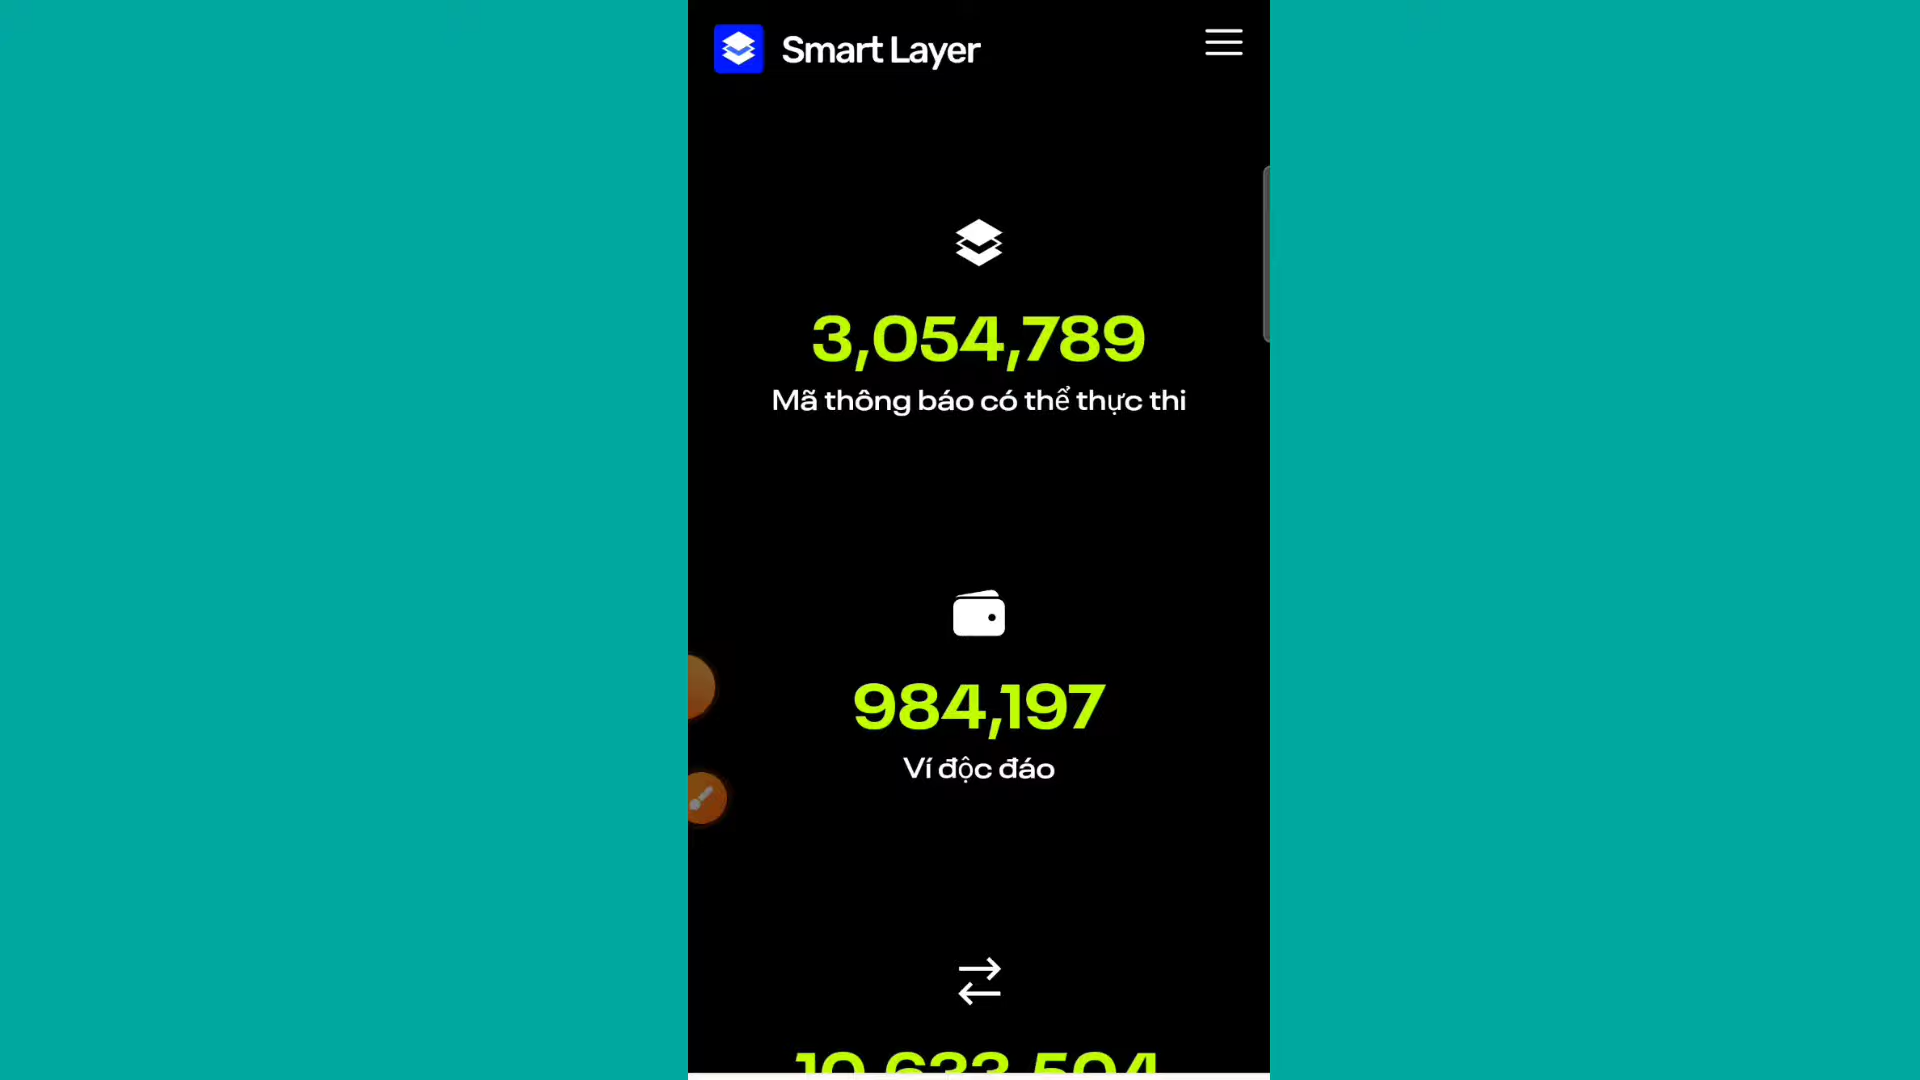 Smart Layer
3,054,789
Mã thông báo có thể thực thi
984,197
Ví độc đáo